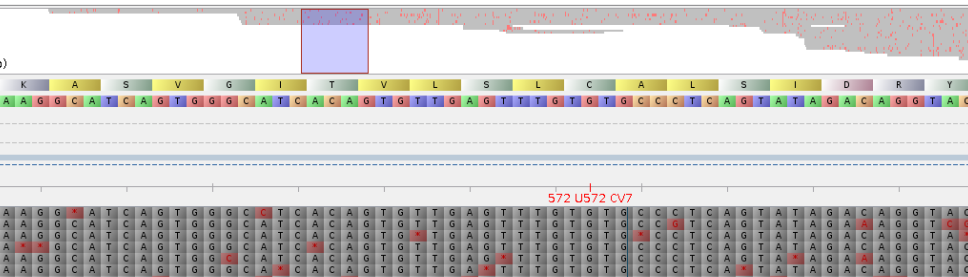 )
K A S V G I T V L S L C A L S I D R Y
A A G G C A T C A G T G G G C A T C A C A G T G T T G A G T T T G T G T G C C C T C A G T A T A G A C A G G T A C
572 U572 CV7
A A G G * A T C A G T G G G C C T C A C A G T G T T G A G T T T G T G T G C C C T C A G T A T A G A C A G G T A C
A A G G C A T C A G T G G G C A T C A C A G T G T T G A G T T T G T G T G C C G T C A G T A T A G A A A G G T C
A A G G C A T C A G T G G G C A T C A C A G T G * T G A G T T T G T G T G * C C T C A G T A T A G A C A G G T A
A * * G C A T C A G T G G G C A T C * C A G T G T T G A G T T T G T G T G C C C T C A G T A T A G A C A G G T A
A A G G C A T C A G T G G C C A T C A C A G T G T T G A G * T T G T G T G C C C T C A G T A * A G A A A G G T A
A A G G C A T C A G T G G G C A * C A C A G T G T T G A * T T T G T G T G C C C T C A * T A T A G A C A G G T A